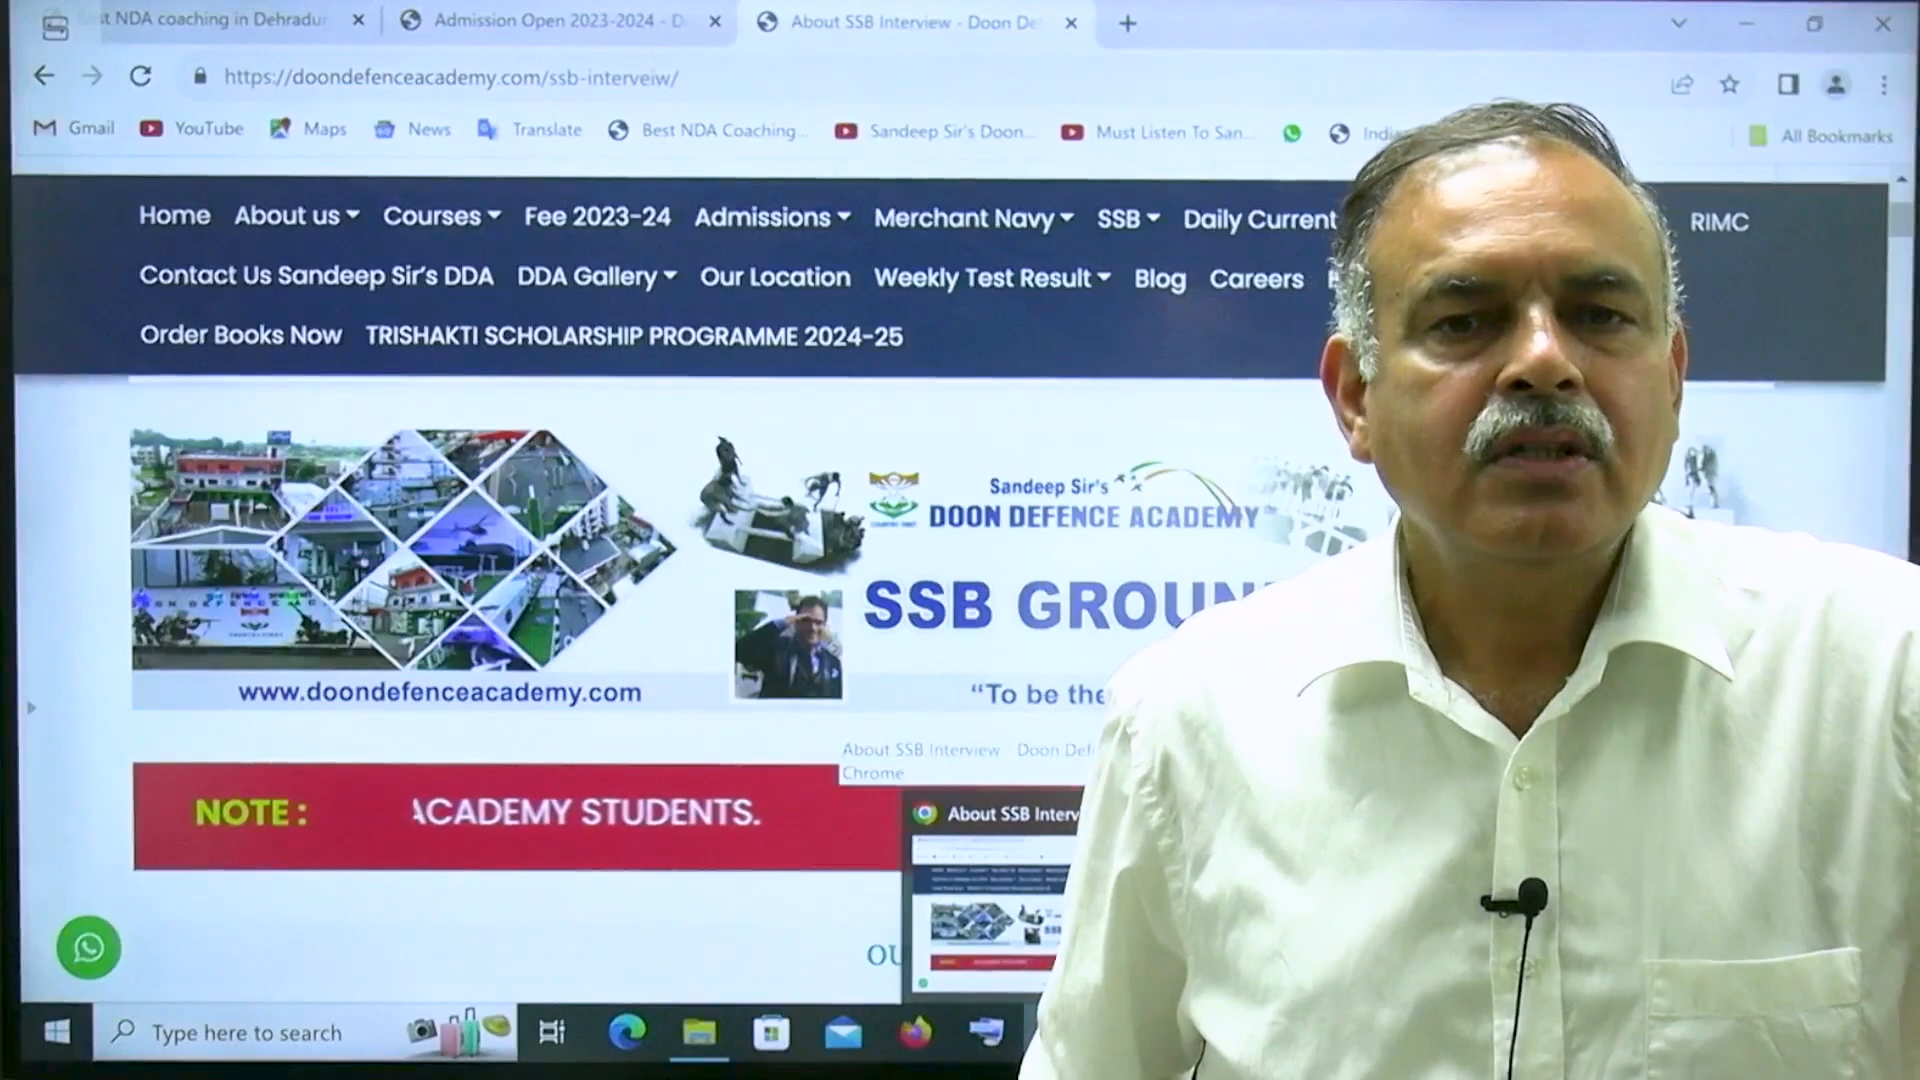 st NDA coaching in Dehradun
Admission Open 2023-2024 - D
About SSB Interview - Doon De
https://doondefenceacademy.com/ssb-interveiw/
Gmail YouTube Maps News Translate Best NDA Coaching... Sandeep Sir's Doon... Must Listen To San... India All Bookmarks
Home About us Courses Fee 2023-24 Admissions Merchant Navy SSB Daily Current RIMC
Contact Us Sandeep Sir's DDA DDA Gallery Our Location Weekly Test Result Blog Careers
Order Books Now TRISHAKTI SCHOLARSHIP PROGRAMME 2024-25
Sandeep Sir's
DOON DEFENCE ACADEMY
SSB GROUN
www.doondefenceacademy.com
"To be the
About SSB Interview - Doon Def
Chrome
NOTE : ACADEMY STUDENTS.
About SSB Interv
OU
Type here to search